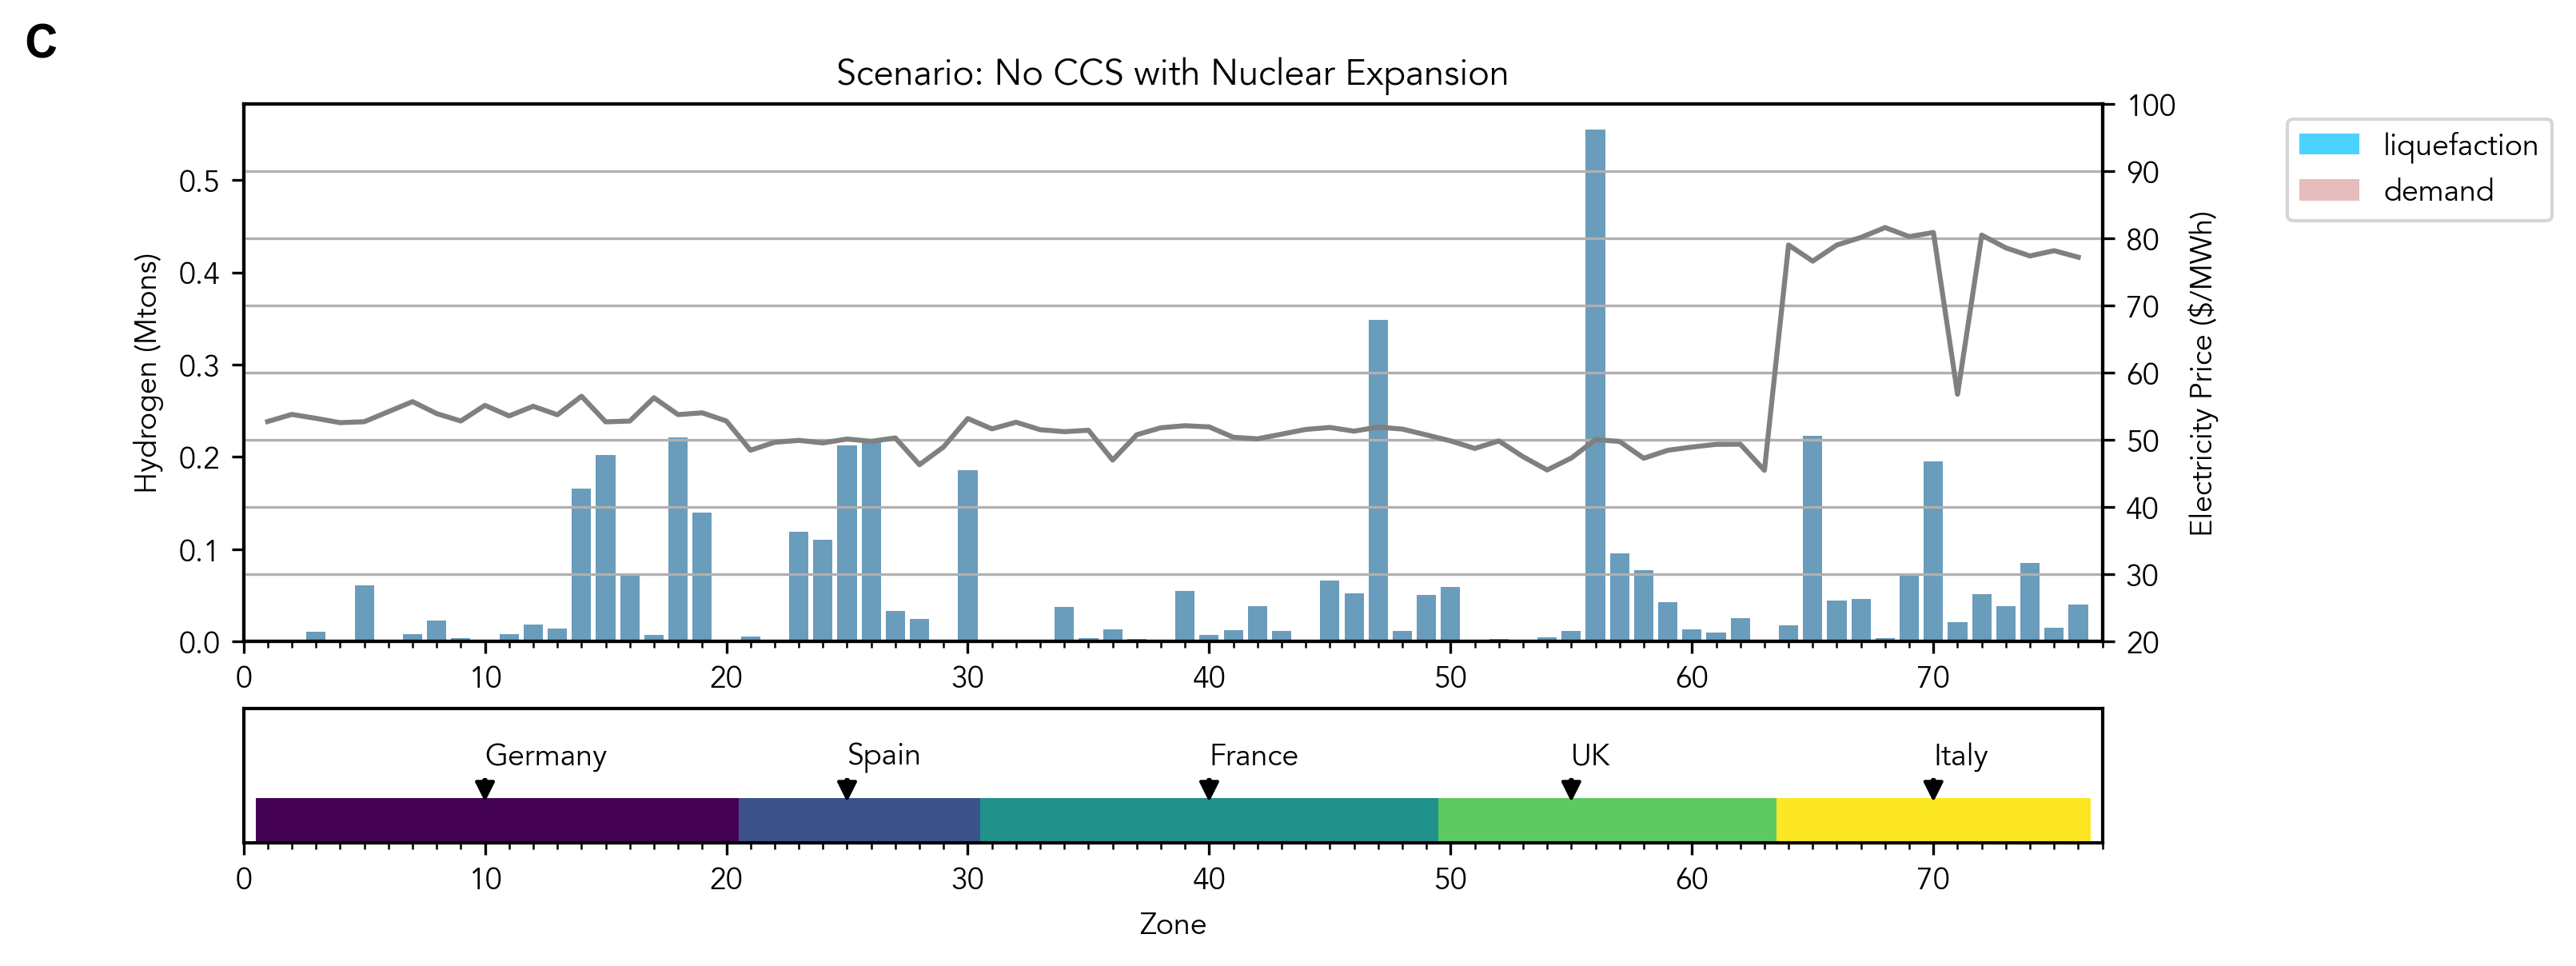 C
Scenario: No CCS with Nuclear Expansion
Hydrogen (Mtons)
0.5
0.4
0.3
0.2
0.1
0.0
0 10 20 30 40 50 60 70
100
90
80
70
60
50
40
30
20
Electricity Price ($/MWh)
liquefaction
demand
Germany Spain France UK Italy
0 10 20 30 40 50 60 70
Zone